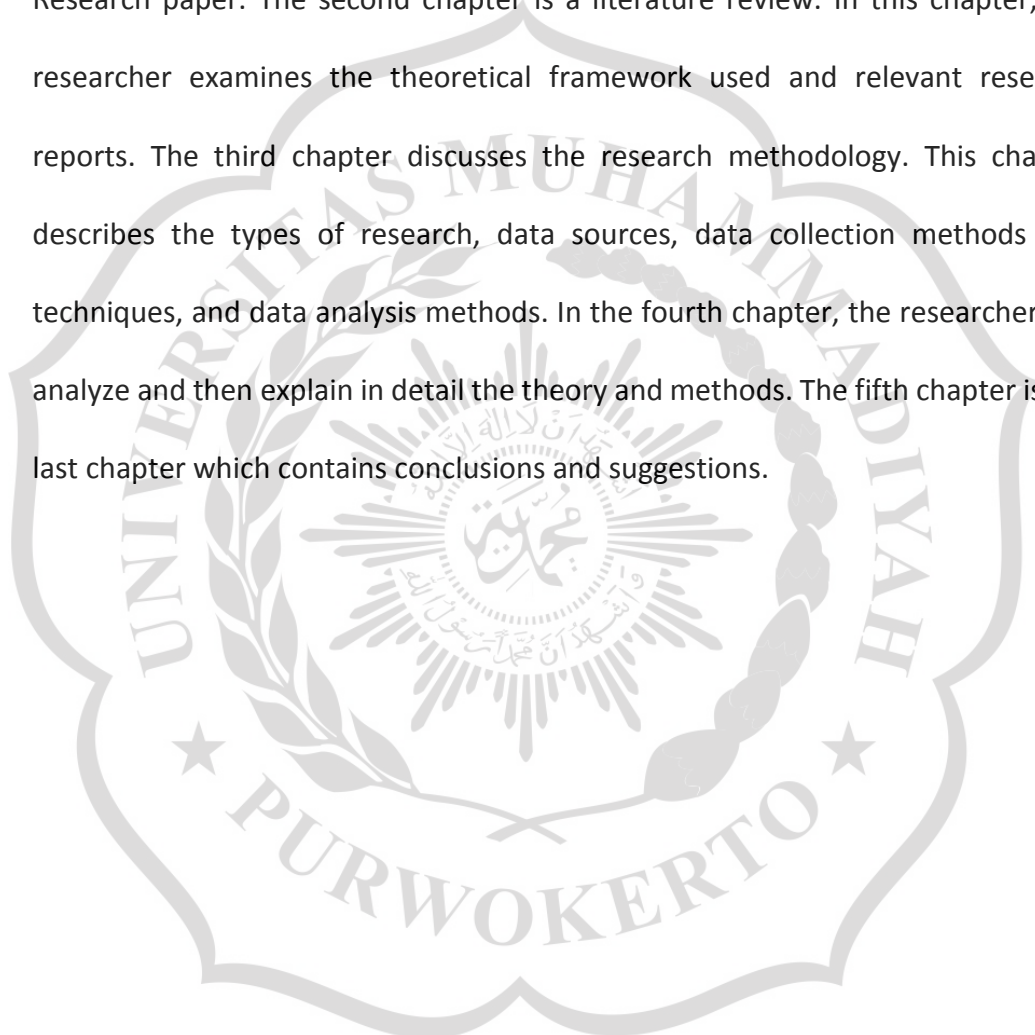 Research paper. The second chapter is a literature review. In this chapter,
researcher examines the theoretical framework used and relevant rese
reports. The third chapter discusses the research methodology. This cha
describes the types of research, data sources, data collection methods
techniques, and data analysis methods. In the fourth chapter, the researcher
analyze and then explain in detail the theory and methods. The fifth chapter is
last chapter which contains conclusions and suggestions.
UNIVERSITAS MUHAMMADIYAH
محمدية
وَأَشْهَدُ أَنَّ مُحَمَّدًا رَسُولُ اللهِ
★ PURWOKERTO ★